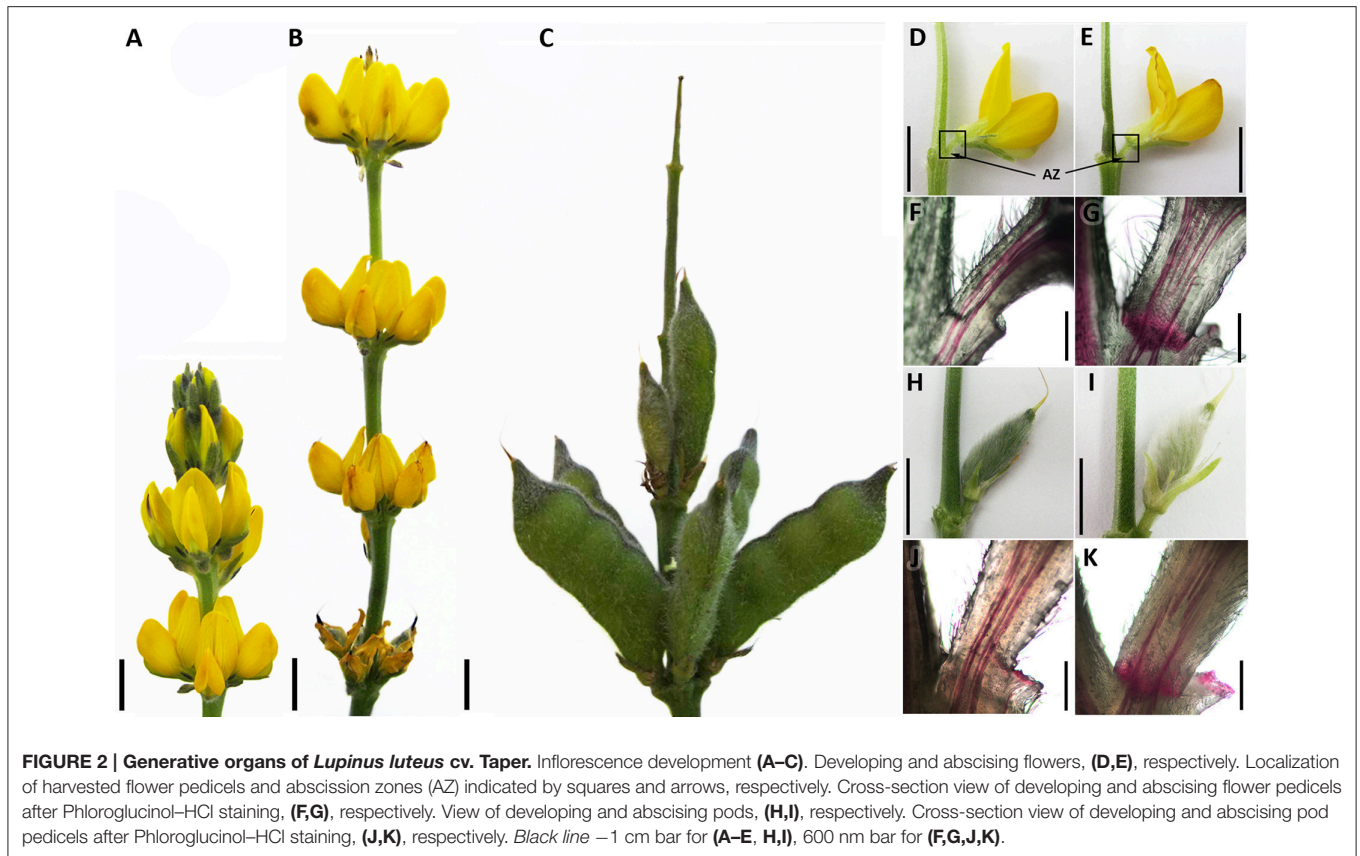 A
B
C
D
E
AZ
F
G
H
I
J
K
FIGURE 2 | Generative organs of Lupinus luteus cv. Taper. Inflorescence development (A–C). Developing and abscising flowers, (D,E), respectively. Localization
of harvested flower pedicels and abscission zones (AZ) indicated by squares and arrows, respectively. Cross-section view of developing and abscising flower pedicels
after Phloroglucinol–HCl staining, (F,G), respectively. View of developing and abscising pods, (H,I), respectively. Cross-section view of developing and abscising pod
pedicels after Phloroglucinol–HCl staining, (J,K), respectively. Black line −1 cm bar for (A–E, H,I), 600 nm bar for (F,G,J,K).